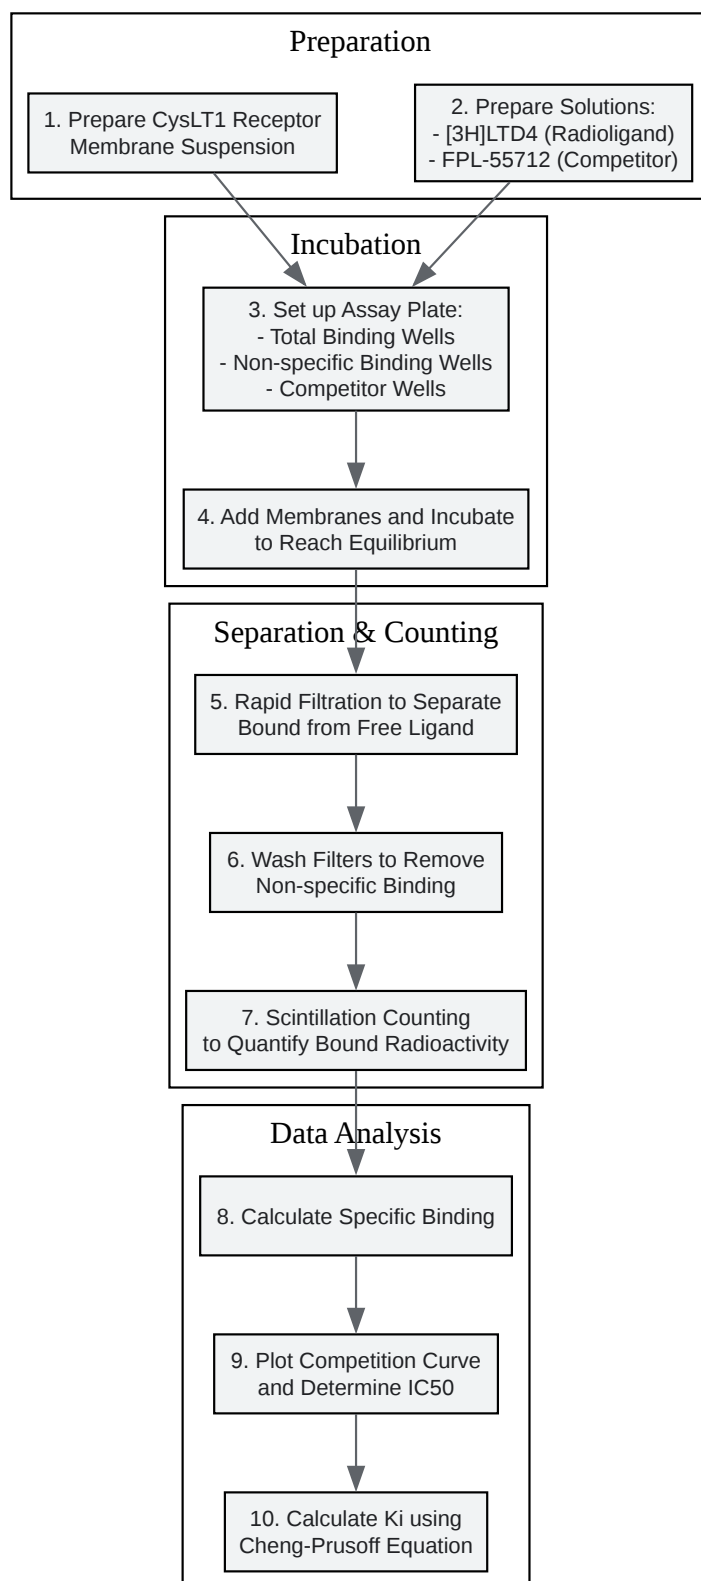 Preparation
1. Prepare CysLT1 Receptor
Membrane Suspension
2. Prepare Solutions:
- [3H]LTD4 (Radioligand)
- FPL-55712 (Competitor)
Incubation
3. Set up Assay Plate:
- Total Binding Wells
- Non-specific Binding Wells
- Competitor Wells
4. Add Membranes and Incubate
to Reach Equilibrium
Separation & Counting
5. Rapid Filtration to Separate
Bound from Free Ligand
6. Wash Filters to Remove
Non-specific Binding
7. Scintillation Counting
to Quantify Bound Radioactivity
Data Analysis
8. Calculate Specific Binding
9. Plot Competition Curve
and Determine IC50
10. Calculate Ki using
Cheng-Prusoff Equation